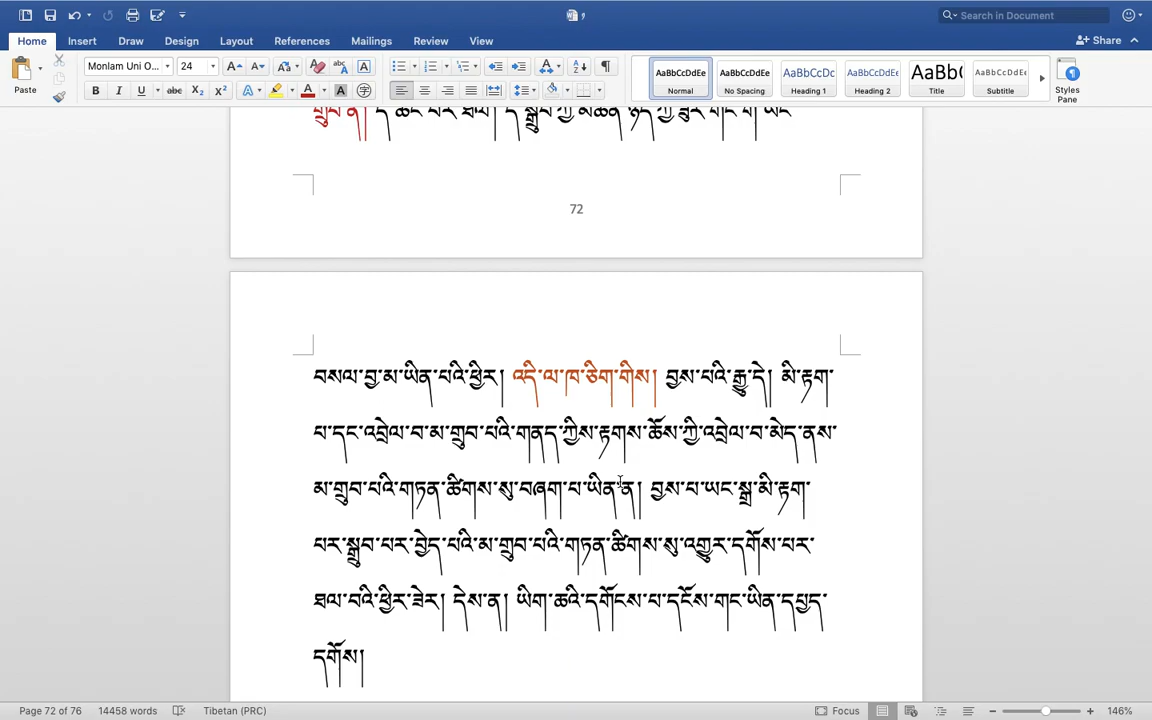 Search in Document
Home Insert Draw Design Layout References Mailings Review View Share
Paste
Monlam Uni O... 24
AaBbCcDdEe AaBbCcDdEe AaBbCcDc AaBbCcDdEe AaBb( AaBbCcDdEe
Normal No Spacing Heading 1 Heading 2 Title Subtitle
Styles Pane
72
བསལ་བྱ་མ་ཡིན་པའི་ཕྱིར། འདི་ལ་ཁ་ཅིག་གིས། བྱས་པའི་རྒྱུ་དེ། མི་རྟག་
པ་དང་འབྲེལ་བ་མ་གྲུབ་པའི་གནད་ཀྱིས་རྟགས་ཆོས་ཀྱི་འབྲེལ་བ་མེད་ནས་
མ་གྲུབ་པའི་གཏན་ཚིགས་སུ་བཞག་པ་ཡིན་ན། བྱས་པ་ཡང་སྒྲ་མི་རྟག་
པར་སྒྲུབ་པར་བྱེད་པའི་མ་གྲུབ་པའི་གཏན་ཚིགས་སུ་འགྱུར་དགོས་པར་
ཐལ་བའི་ཕྱིར་ཟེར། དེས་ན། ཡིག་ཆའི་དགོངས་པ་དངོས་གང་ཡིན་དཔྱད་
དགོས།
Page 72 of 76 14458 words Tibetan (PRC) Focus 146%